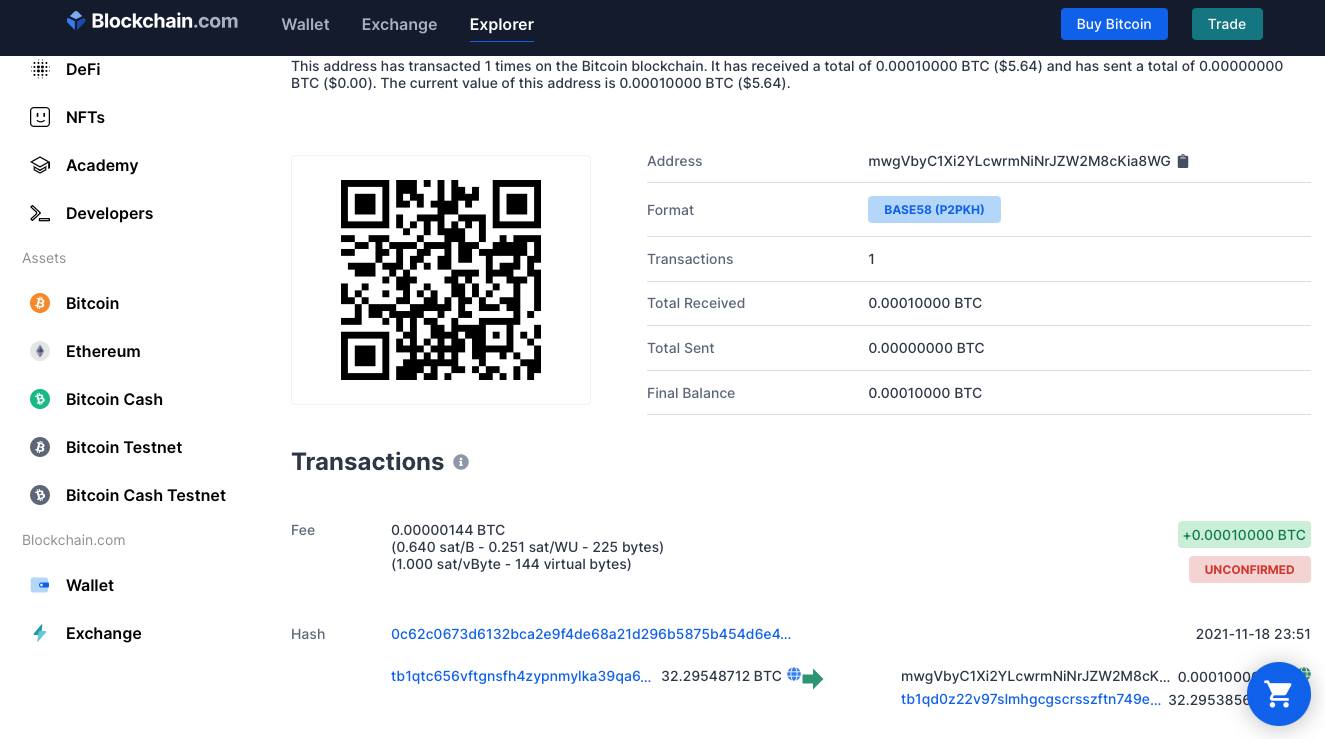 Blockchain.com
Wallet
Exchange
Explorer
Buy Bitcoin
Trade
DeFi
NFTs
Academy
Developers
Assets
Bitcoin
Ethereum
Bitcoin Cash
Bitcoin Testnet
Bitcoin Cash Testnet
Blockchain.com
Wallet
Exchange
This address has transacted 1 times on the Bitcoin blockchain. It has received a total of 0.00010000 BTC ($5.64) and has sent a total of 0.00000000
BTC ($0.00). The current value of this address is 0.00010000 BTC ($5.64).
Address mwgVbyC1Xi2YLcwrmNiNrJZW2M8cKia8WG
Format BASE58 (P2PKH)
Transactions 1
Total Received 0.00010000 BTC
Total Sent 0.00000000 BTC
Final Balance 0.00010000 BTC
Transactions
Fee 0.00000144 BTC +0.00010000 BTC
(0.640 sat/B - 0.251 sat/WU - 225 bytes)
(1.000 sat/vByte - 144 virtual bytes) UNCONFIRMED
Hash 0c62c0673d6132bca2e9f4de68a21d296b5875b454d6e4... 2021-11-18 23:51
tb1qtc656vftgnsfh4zypnmylka39qa6... 32.29548712 BTC mwgVbyC1Xi2YLcwrmNiNrJZW2M8cK...
tb1qd0z22v97slmhgcgscrsszftn749e...